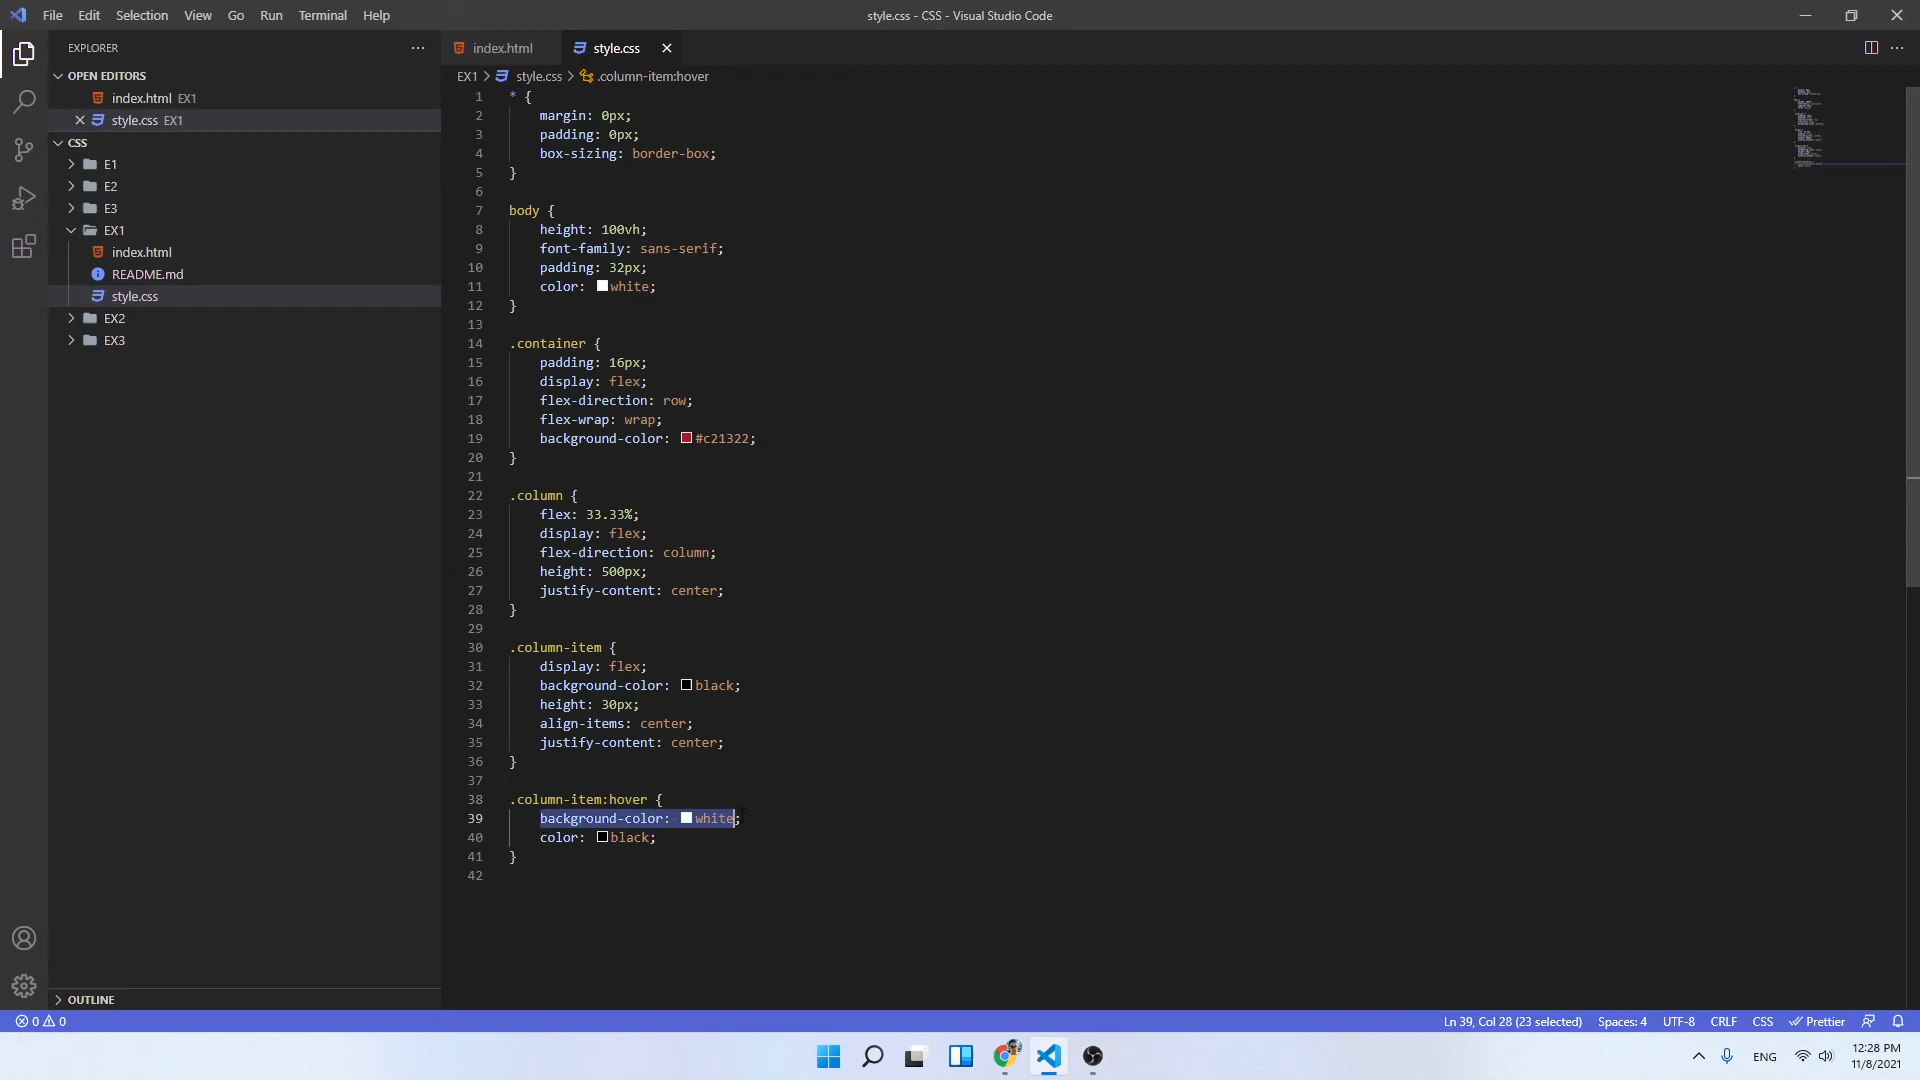 File Edit Selection View Go Run Terminal Help
style.css - CSS - Visual Studio Code
EXPLORER
OPEN EDITORS
index.html EX1
style.css EX1
CSS
E1
E2
E3
EX1
index.html
README.md
style.css
EX2
EX3
OUTLINE
index.html
style.css
EX1 > style.css > .column-item:hover
1 * {
2 margin: 0px;
3 padding: 0px;
4 box-sizing: border-box;
5 }
6
7 body {
8 height: 100vh;
9 font-family: sans-serif;
10 padding: 32px;
11 color: white;
12 }
13
14 .container {
15 padding: 16px;
16 display: flex;
17 flex-direction: row;
18 flex-wrap: wrap;
19 background-color: #c21322;
20 }
21
22 .column {
23 flex: 33.33%;
24 display: flex;
25 flex-direction: column;
26 height: 500px;
27 justify-content: center;
28 }
29
30 .column-item {
31 display: flex;
32 background-color: black;
33 height: 30px;
34 align-items: center;
35 justify-content: center;
36 }
37
38 .column-item:hover {
39 background-color: white;
40 color: black;
41 }
42
0 0
Ln 39, Col 28 (23 selected) Spaces: 4 UTF-8 CRLF CSS Prettier
ENG
12:28 PM
11/8/2021